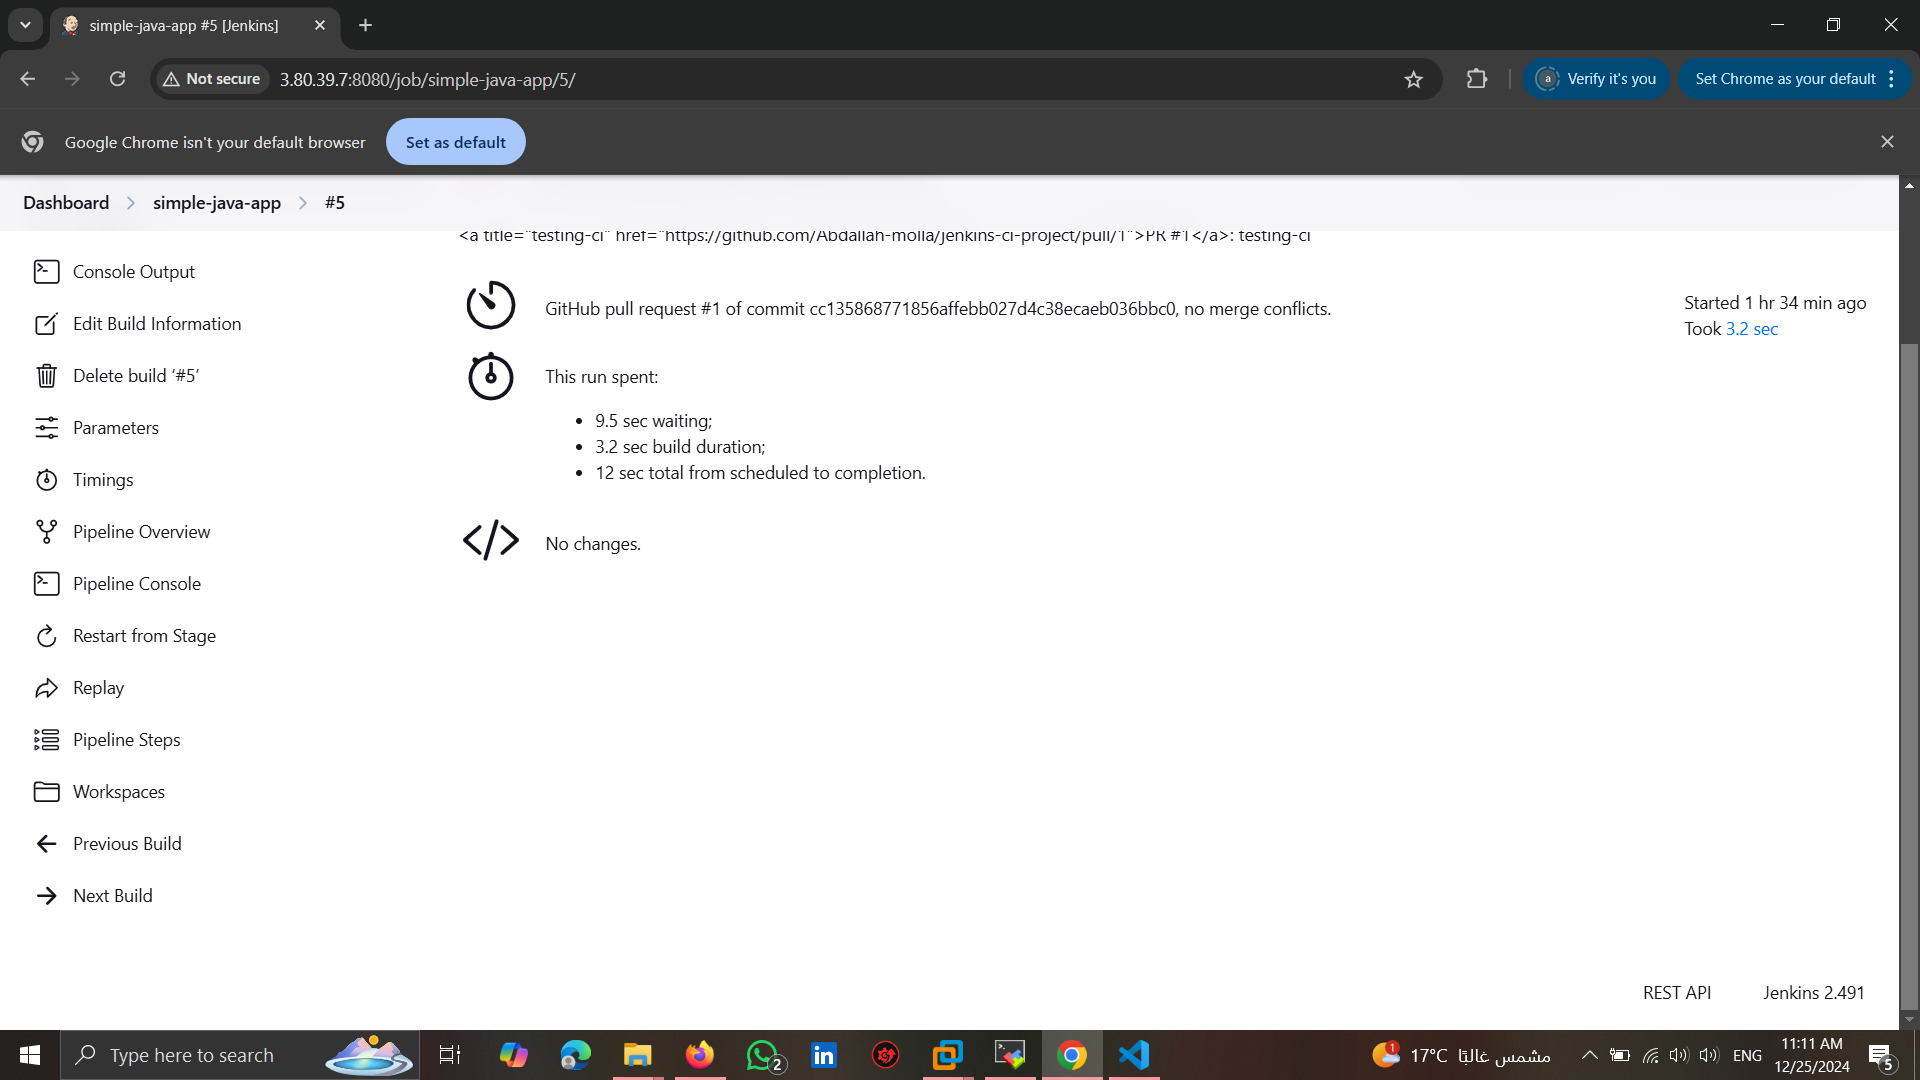 simple-java-app #5 [Jenkins]
Not secure
3.80.39.7:8080/job/simple-java-app/5/
a
Verify it's you
Set Chrome as your default
Google Chrome isn't your default browser
Set as default
Dashboard
simple-java-app
#5
<a title="testing-ci" href="https://github.com/Abdallah-molla/jenkins-ci-project/pull/1">PR #1</a>: testing-ci
Console Output
Edit Build Information
Delete build ‘#5’
Parameters
Timings
Pipeline Overview
Pipeline Console
Restart from Stage
Replay
Pipeline Steps
Workspaces
Previous Build
Next Build
GitHub pull request #1 of commit cc135868771856affebb027d4c38ecaeb036bbc0, no merge conflicts.
Started 1 hr 34 min ago
Took 3.2 sec
This run spent:
9.5 sec waiting;
3.2 sec build duration;
12 sec total from scheduled to completion.
No changes.
REST API
Jenkins 2.491
Type here to search
2
in
1
17°C
مشمس غالبًا
ENG
11:11 AM
12/25/2024
5